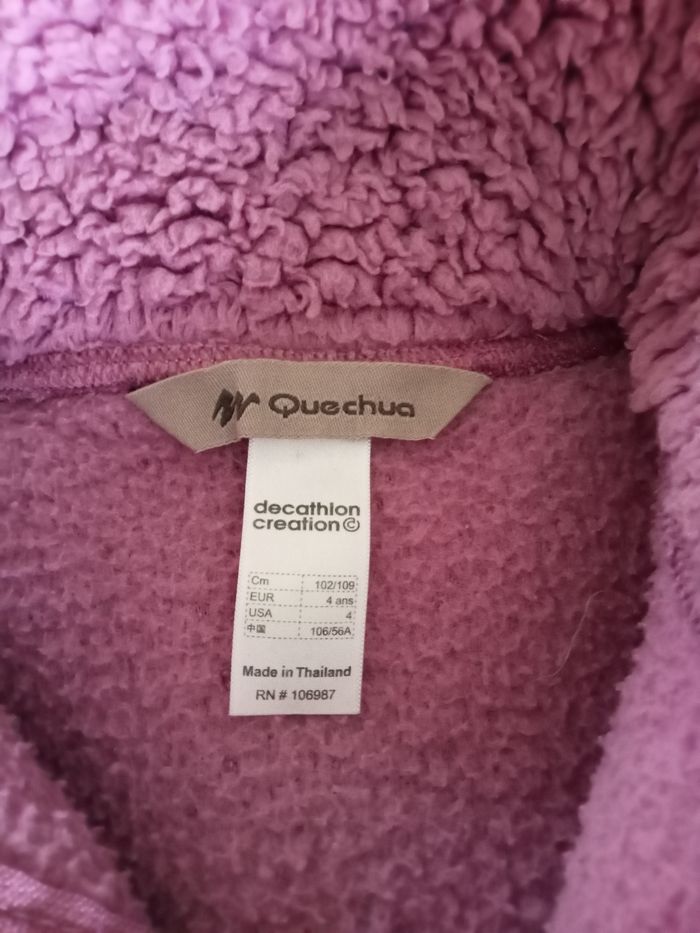 Quechua
decathlon
creation©
Cm 102/109
EUR 4 ans
USA 4
中国 106/56A
Made in Thailand
RN # 106987